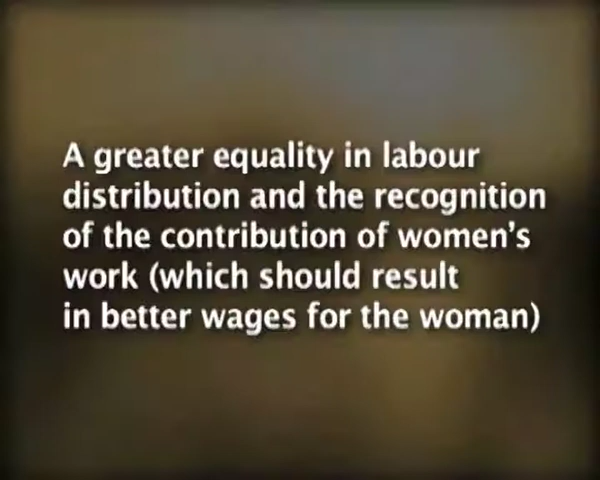 A greater equality in labour
distribution and the recognition
of the contribution of women's
work (which should result
in better wages for the woman)